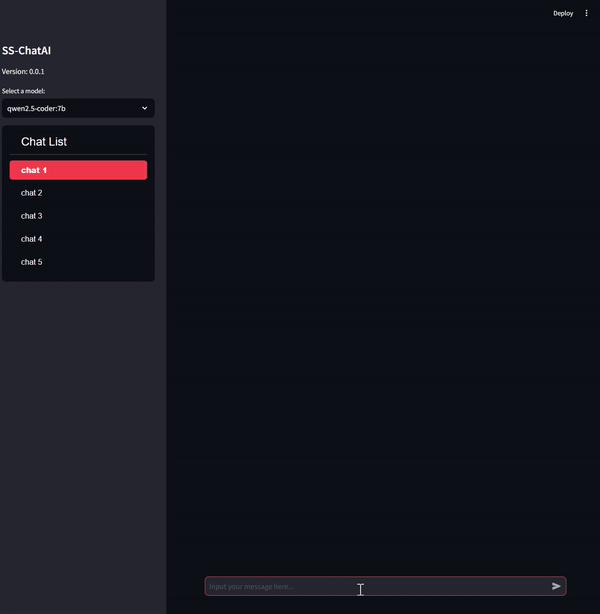 Deploy
SS-ChatAI
Version: 0.0.1
Select a model:
qwen2.5-coder:7b
Chat List
chat 1
chat 2
chat 3
chat 4
chat 5
Input your message here...